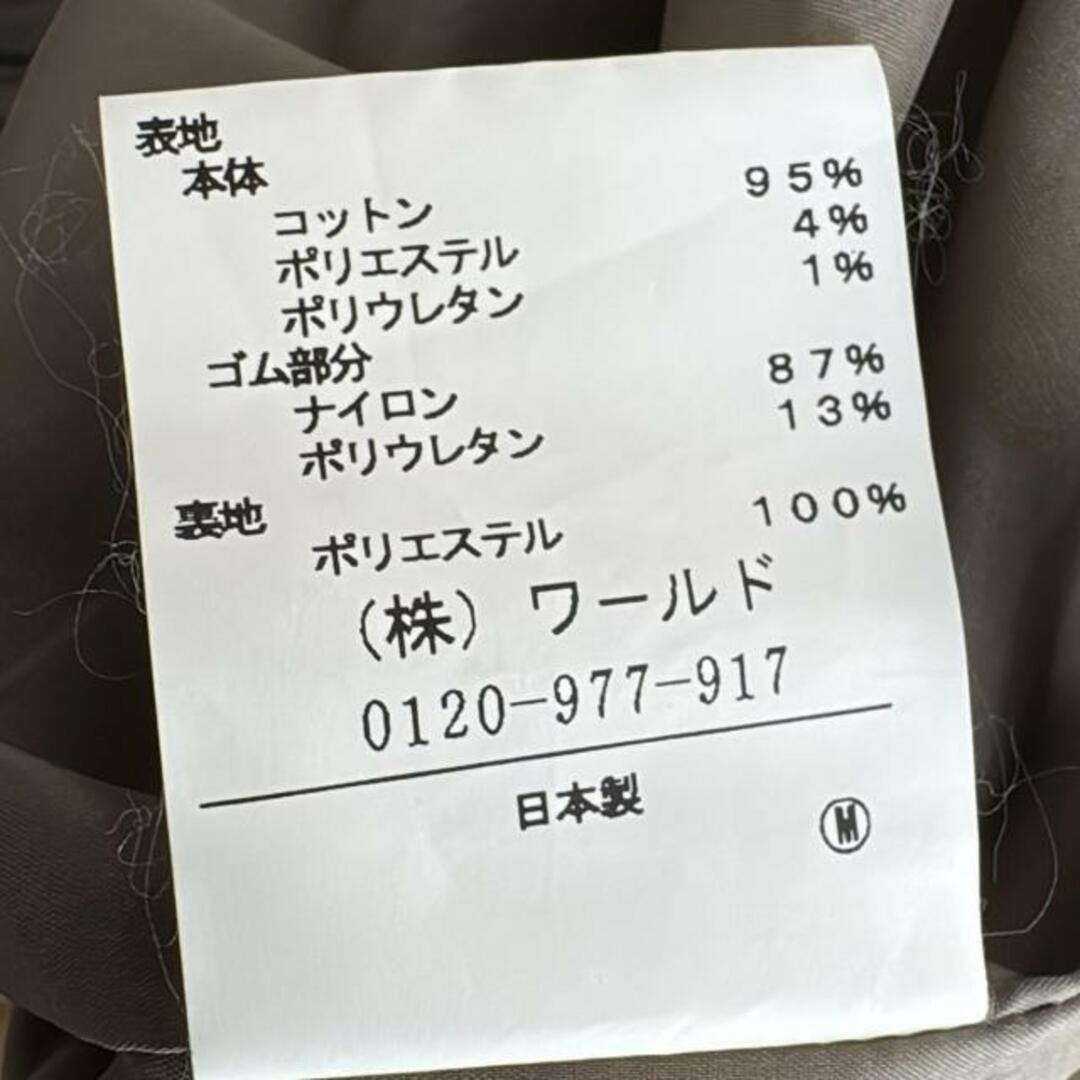 表地
本体
コットン ９５%
ポリエステル ４%
ポリウレタン １%
ゴム部分
ナイロン ８７%
ポリウレタン １３%
裏地
ポリエステル １００%
(株) ワールド
0120-977-917
日本製
Ⓜ